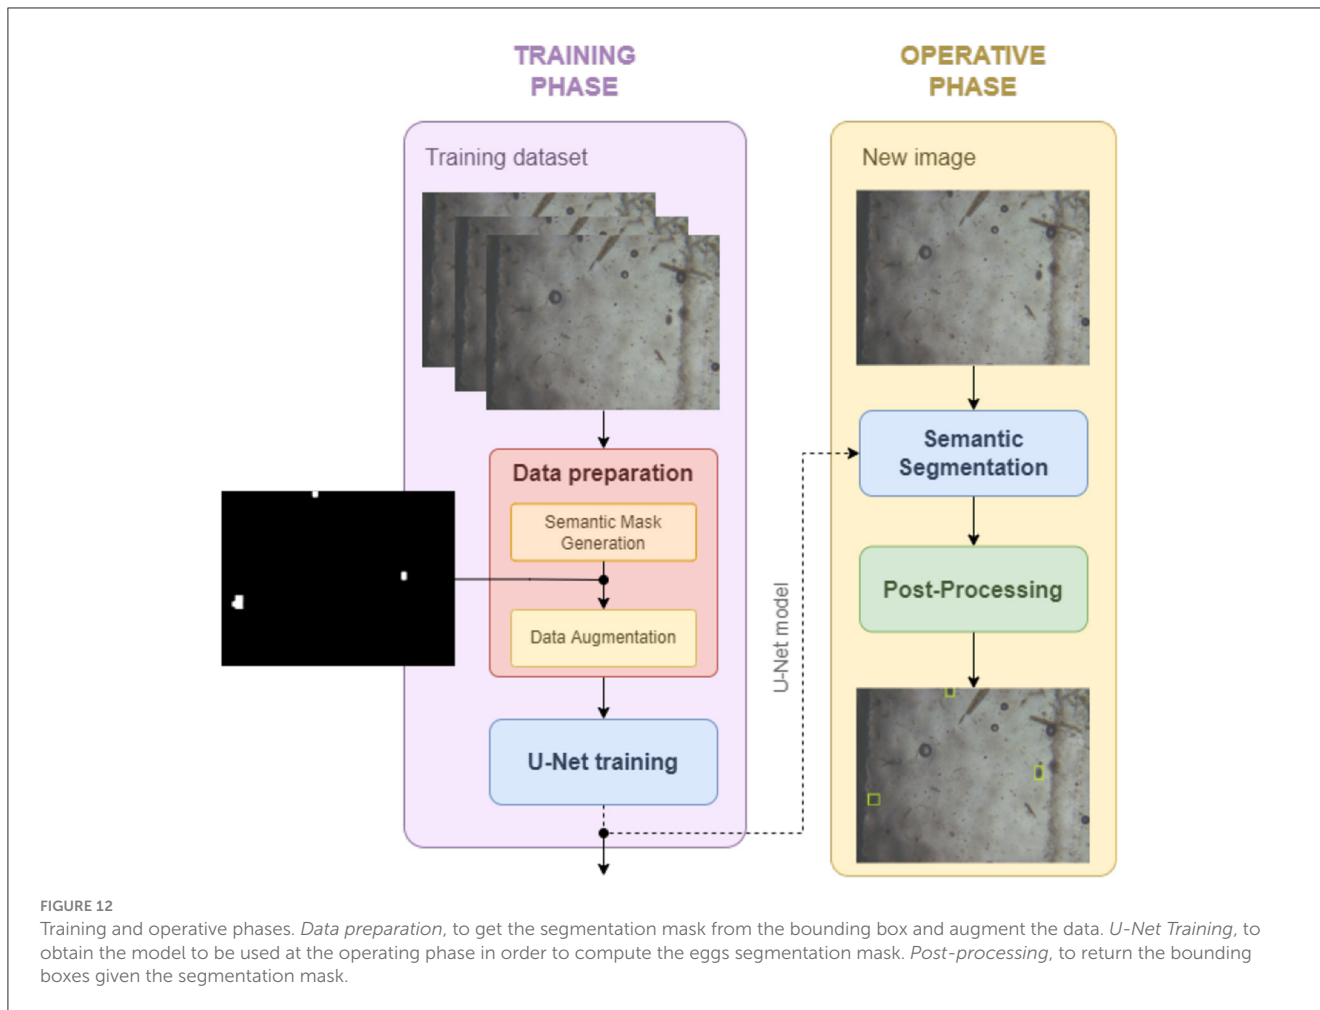 TRAINING
PHASE
OPERATIVE
PHASE
Training dataset
New image
Data preparation
Semantic Mask
Generation
Data Augmentation
U-Net training
U-Net model
Semantic
Segmentation
Post-Processing
FIGURE 12
Training and operative phases. Data preparation, to get the segmentation mask from the bounding box and augment the data. U-Net Training, to
obtain the model to be used at the operating phase in order to compute the eggs segmentation mask. Post-processing, to return the bounding
boxes given the segmentation mask.